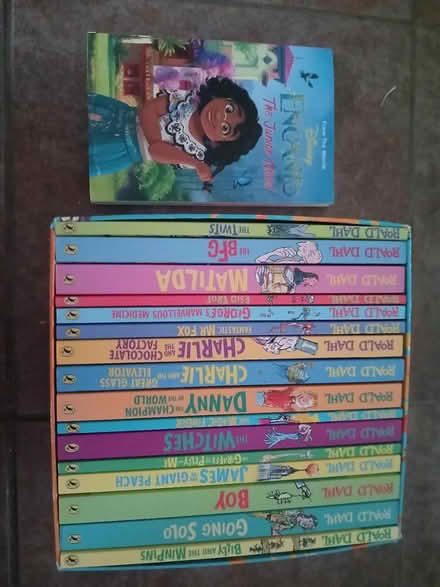 From The Movie
Disney
ENCANTO
The Junior Novel
ROALD DAHL THE TWITS
ROALD DAHL THE BFG
ROALD DAHL MATILDA
ROALD DAHL ESIO TROT
ROALD DAHL GEORGE'S MARVELLOUS MEDICINE
ROALD DAHL FANTASTIC MR FOX
ROALD DAHL CHARLIE AND THE CHOCOLATE FACTORY
ROALD DAHL CHARLIE AND THE GREAT GLASS ELEVATOR
ROALD DAHL DANNY THE CHAMPION OF THE WORLD
ROALD DAHL THE MAGIC FINGER
ROALD DAHL THE WITCHES
ROALD DAHL THE GIRAFFE
ROALD DAHL JAMES AND THE GIANT PEACH
ROALD DAHL BOY
ROALD DAHL GOING SOLO
ROALD DAHL BILLY AND THE MINPINS